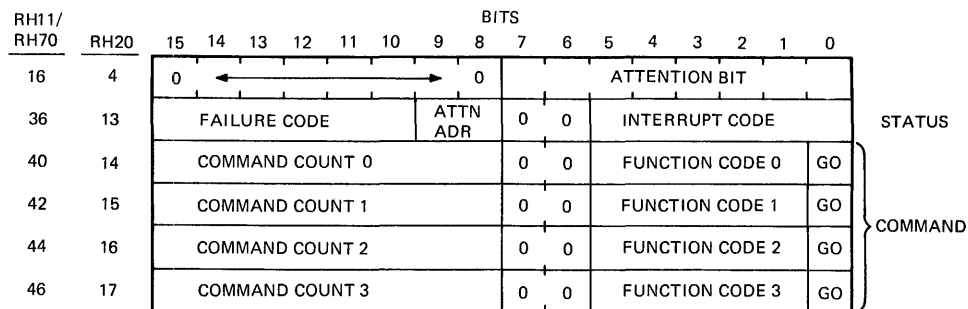 BITS
RH11/
RH70 RH20 15 14 13 12 11 10 9 8 7 6 5 4 3 2 1 0
16 4 0 0 ATTENTION BIT
36 13 FAILURE CODE ATTN ADR 0 0 INTERRUPT CODE STATUS
40 14 COMMAND COUNT 0 0 0 FUNCTION CODE 0 GO
42 15 COMMAND COUNT 1 0 0 FUNCTION CODE 1 GO
COMMAND
44 16 COMMAND COUNT 2 0 0 FUNCTION CODE 2 GO
46 17 COMMAND COUNT 3 0 0 FUNCTION CODE 3 GO